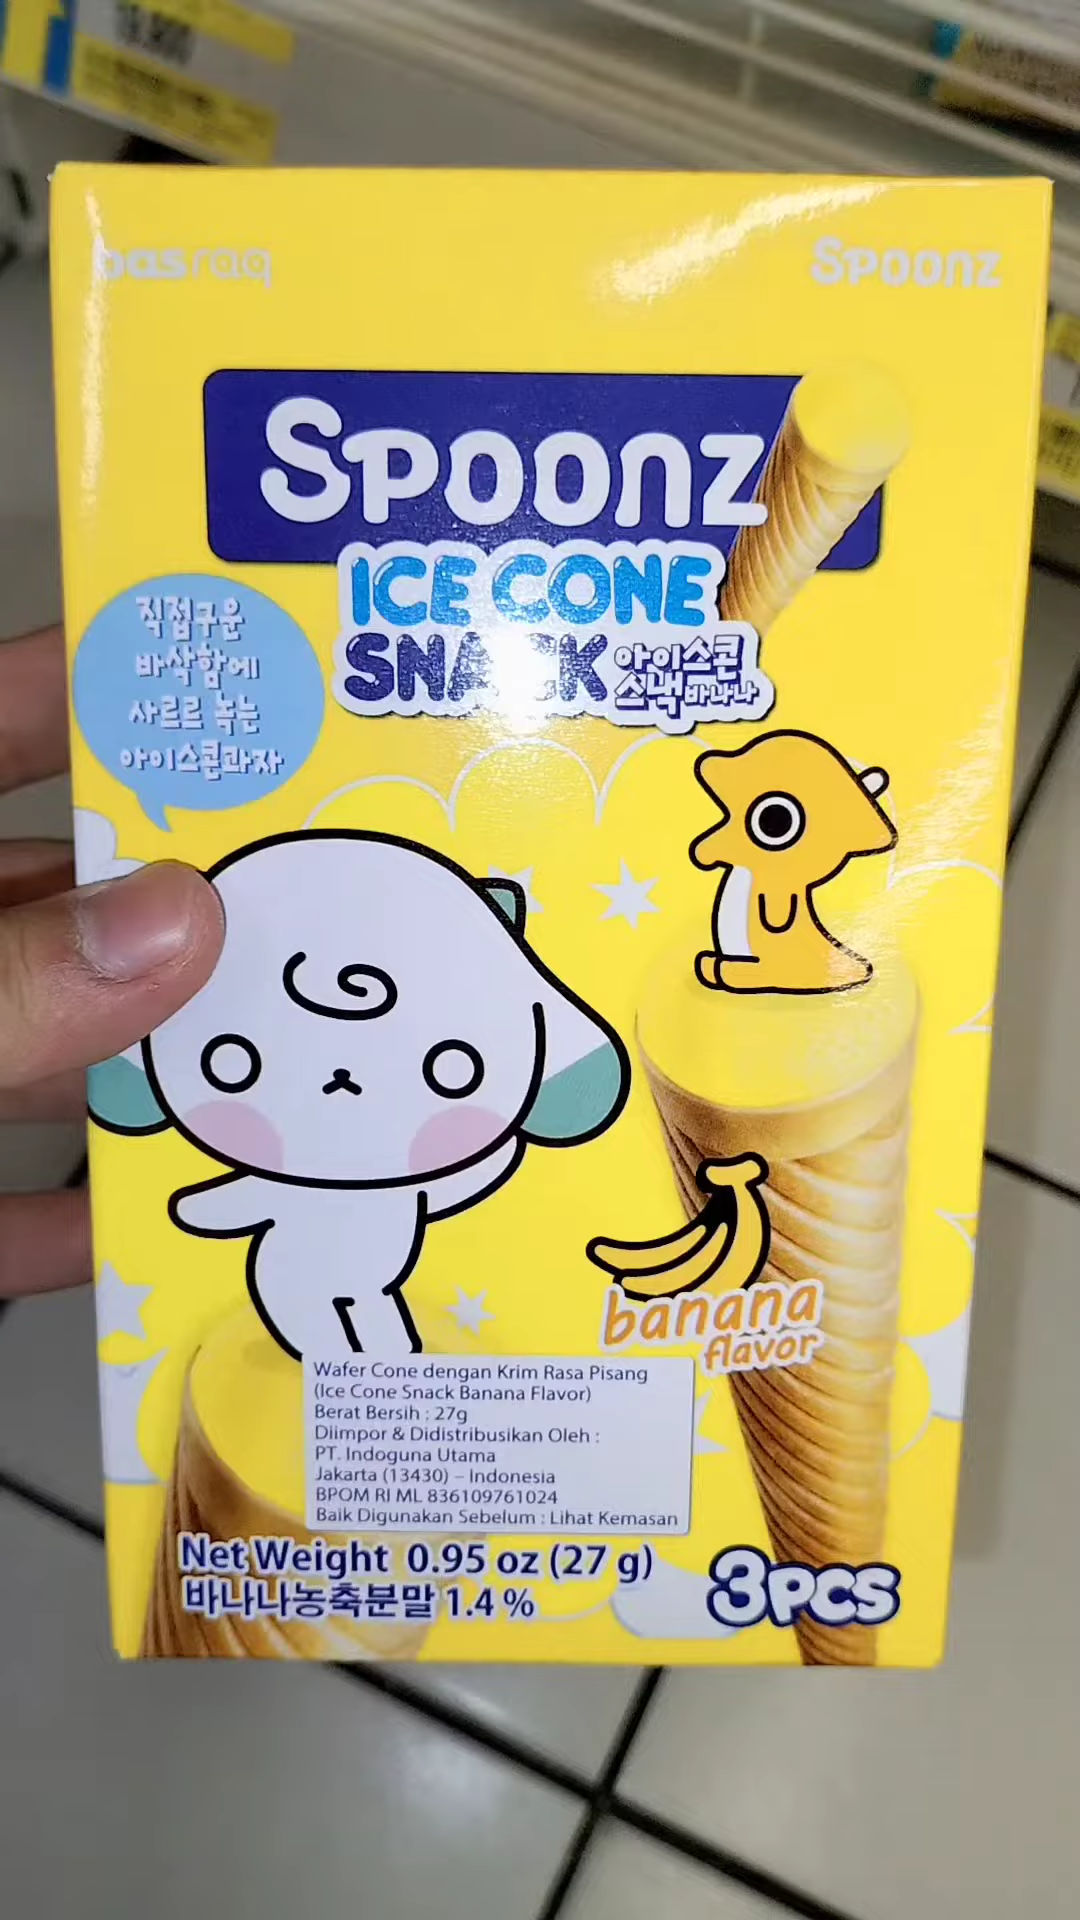 basraq
Spoonz
Spoonz
ICE CONE
SNACK
아이스콘
스낵 바나나
직접구운
바삭함에
사르르 녹는
아이스콘과자
banana
flavor
Wafer Cone dengan Krim Rasa Pisang
(Ice Cone Snack Banana Flavor)
Berat Bersih : 27g
Diimpor & Didistribusikan Oleh :
PT. Indoguna Utama
Jakarta (13430) – Indonesia
BPOM RI ML 836109761024
Baik Digunakan Sebelum : Lihat Kemasan
Net Weight 0.95 oz (27 g)
바나나농축분말 1.4 %
3PCS